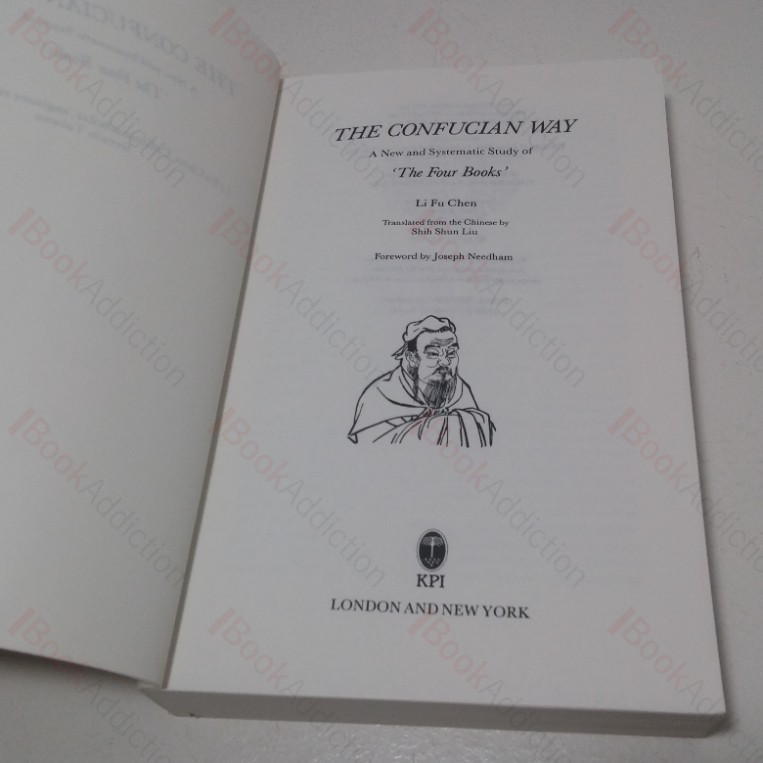 THE CONFUCIAN WAY
A New and Systematic Study of
‘The Four Books’
Li Fu Chen
Translated from the Chinese by
Shih Shun Liu
Foreword by Joseph Needham
KPI
LONDON AND NEW YORK
BookAddiction